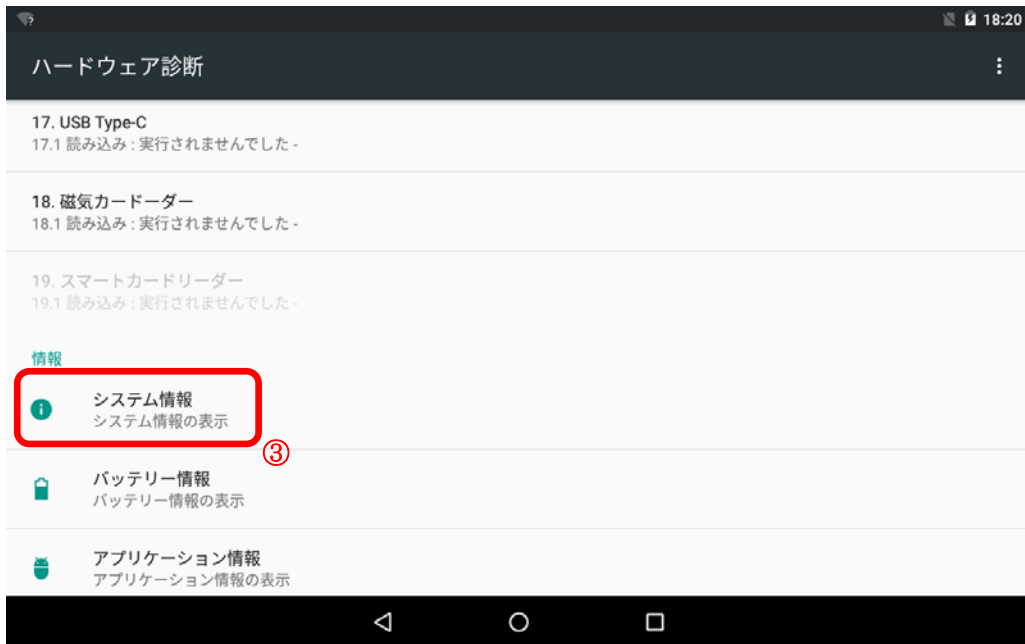 18:20
ハードウェア診断
17. USB Type-C
17.1 読み込み : 実行されませんでした -
18. 磁気カードーダー
18.1 読み込み : 実行されませんでした -
19. スマートカードリーダー
19.1 読み込み : 実行されませんでした -
情報
システム情報
システム情報の表示
③
バッテリー情報
バッテリー情報の表示
アプリケーション情報
アプリケーション情報の表示